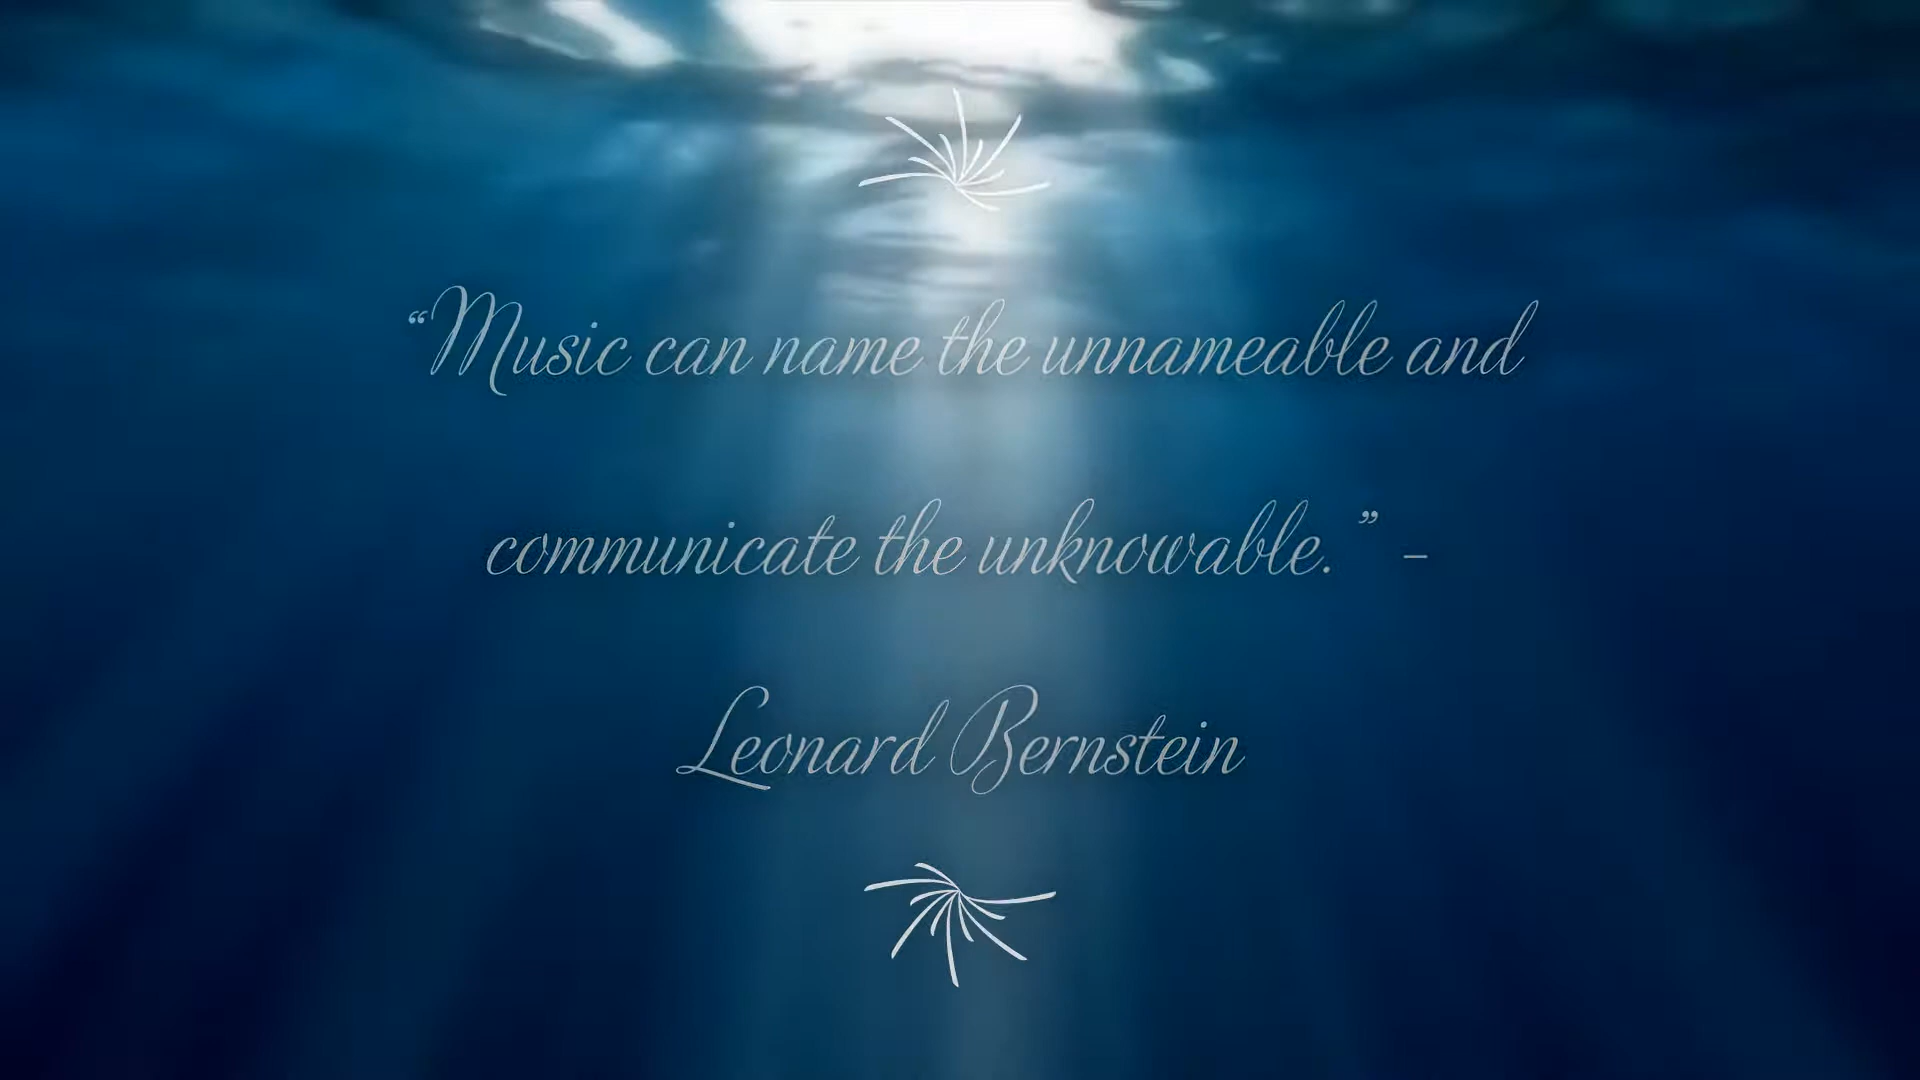 “Music can name the unnameable and
communicate the unknowable.” –
Leonard Bernstein